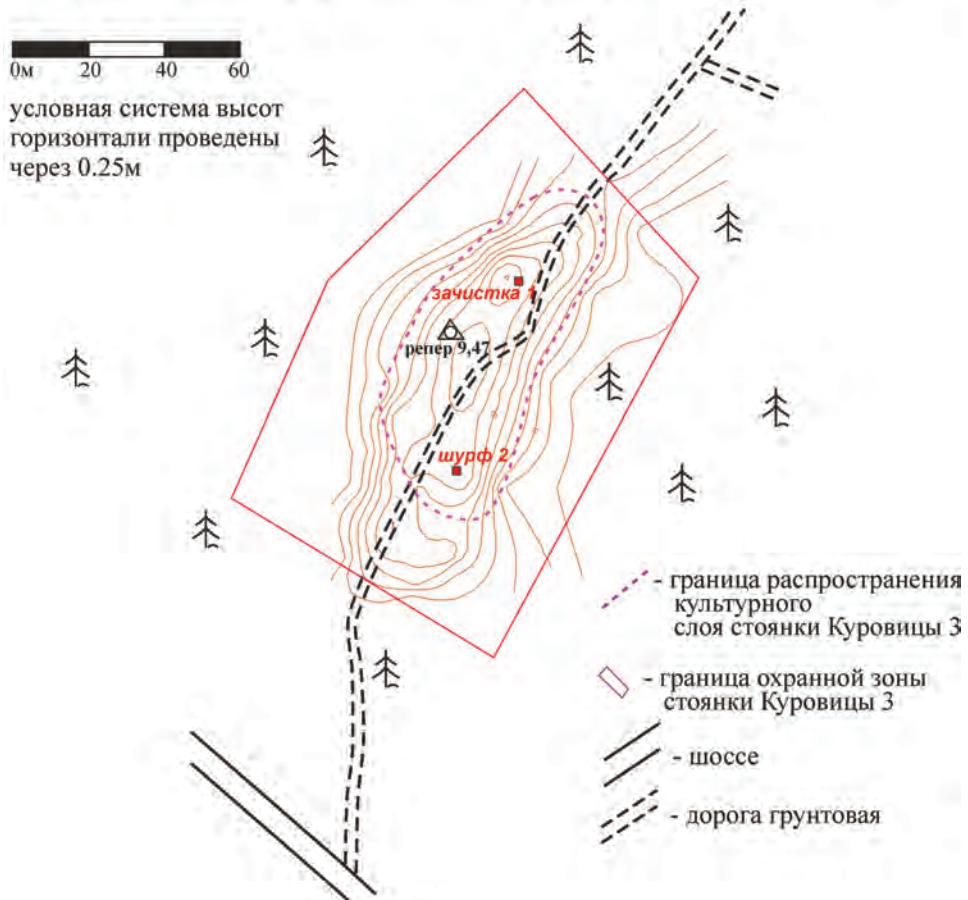 0м 20 40 60
условная система высот
горизонтали проведены
через 0.25м
зачистка 1
репер 9,47
шурф 2
- граница распространения
культурного
слоя стоянки Куровицы 3
- граница охранной зоны
стоянки Куровицы 3
- шоссе
- дорога грунтовая